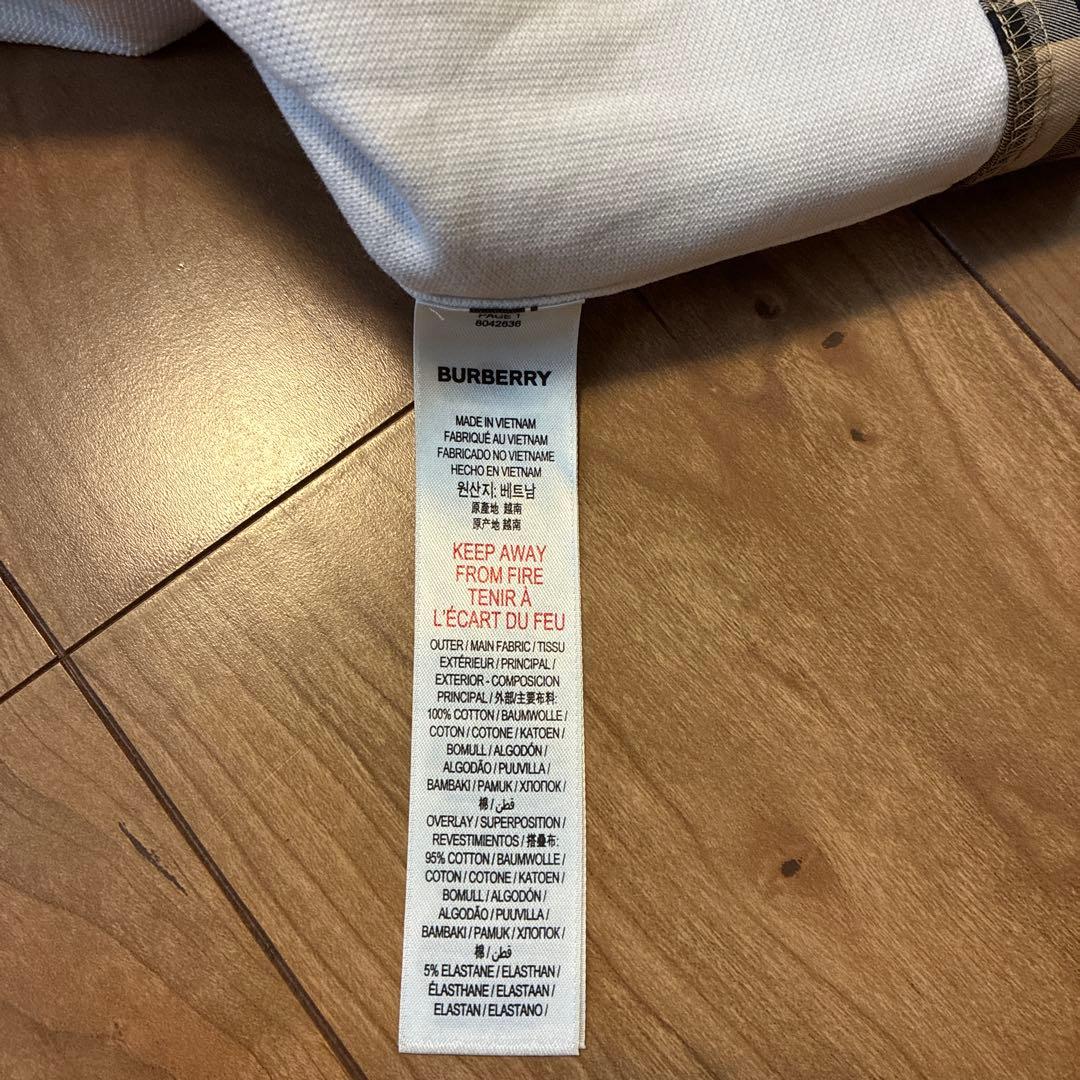 PAGE 1
8042636
BURBERRY
MADE IN VIETNAM
FABRIQUÉ AU VIETNAM
FABRICADO NO VIETNAME
HECHO EN VIETNAM
원산지: 베트남
原產地 越南
原产地 越南
KEEP AWAY
FROM FIRE
TENIR À
L'ÉCART DU FEU
OUTER / MAIN FABRIC / TISSU
EXTÉRIEUR / PRINCIPAL /
EXTERIOR - COMPOSICION
PRINCIPAL / 外部/主要布料:
100% COTTON / BAUMWOLLE /
COTON / COTONE / KATOEN /
BOMULL / ALGODÓN /
ALGODÃO / PUUVILLA /
BAMBAKI / PAMUK / ХЛОПОК /
棉 / قطن
OVERLAY / SUPERPOSITION /
REVESTIMIENTOS / 搭疊布:
95% COTTON / BAUMWOLLE /
COTON / COTONE / KATOEN /
BOMULL / ALGODÓN /
ALGODÃO / PUUVILLA /
BAMBAKI / PAMUK / ХЛОПОК /
棉 / قطن
5% ELASTANE / ELASTHAN /
ÉLASTHANE / ELASTAAN /
ELASTAN / ELASTANO /